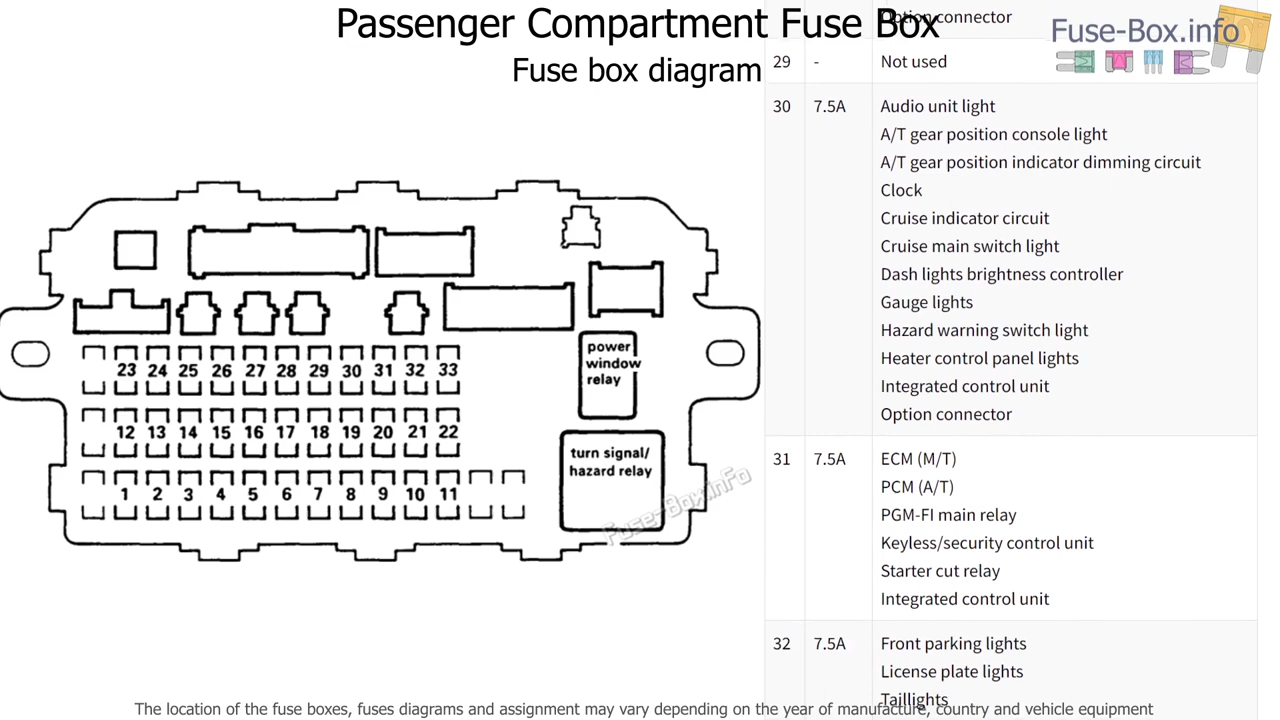 Passenger Compartment Fuse Box
Fuse box diagram
Fuse-Box.info
Option connector
29 - Not used
30 7.5A Audio unit light
A/T gear position console light
A/T gear position indicator dimming circuit
Clock
Cruise indicator circuit
Cruise main switch light
Dash lights brightness controller
Gauge lights
Hazard warning switch light
Heater control panel lights
Integrated control unit
Option connector
31 7.5A ECM (M/T)
PCM (A/T)
PGM-FI main relay
Keyless/security control unit
Starter cut relay
Integrated control unit
32 7.5A Front parking lights
License plate lights
Taillights
power
window
relay
23 24 25 26 27 28 29 30 31 32 33
12 13 14 15 16 17 18 19 20 21 22
turn signal/
hazard relay
1 2 3 4 5 6 7 8 9 10 11
Fuse-Box.info
The location of the fuse boxes, fuses diagrams and assignment may vary depending on the year of manufacture, country and vehicle equipment